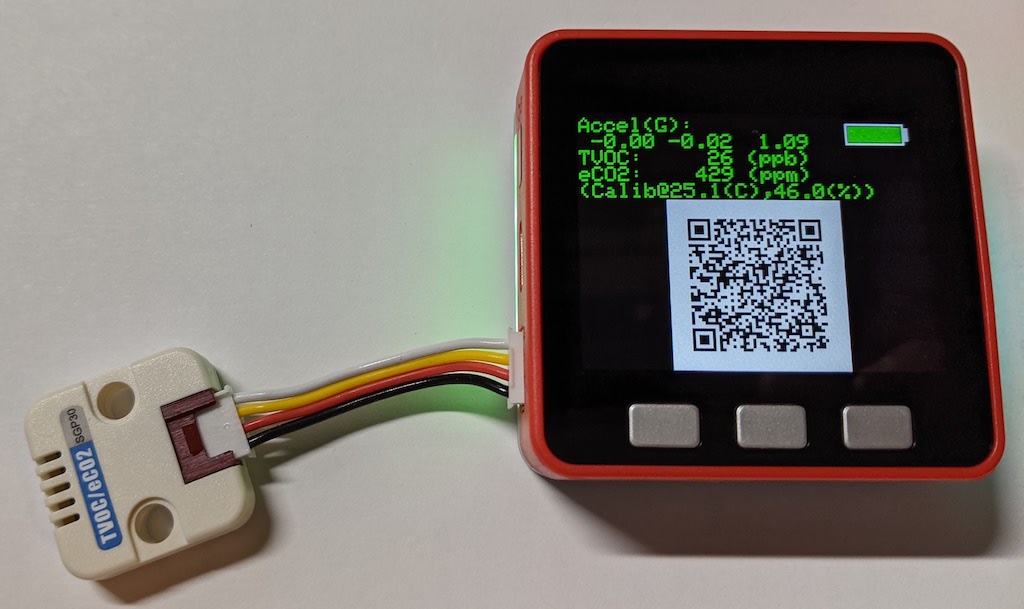 Accel(G):
-0.00 -0.02 1.09
TVOC: 26 (ppb)
eCO2: 429 (ppm)
(Calib@25.1(C),46.0(%))
TVOC/eCO2 SGP30